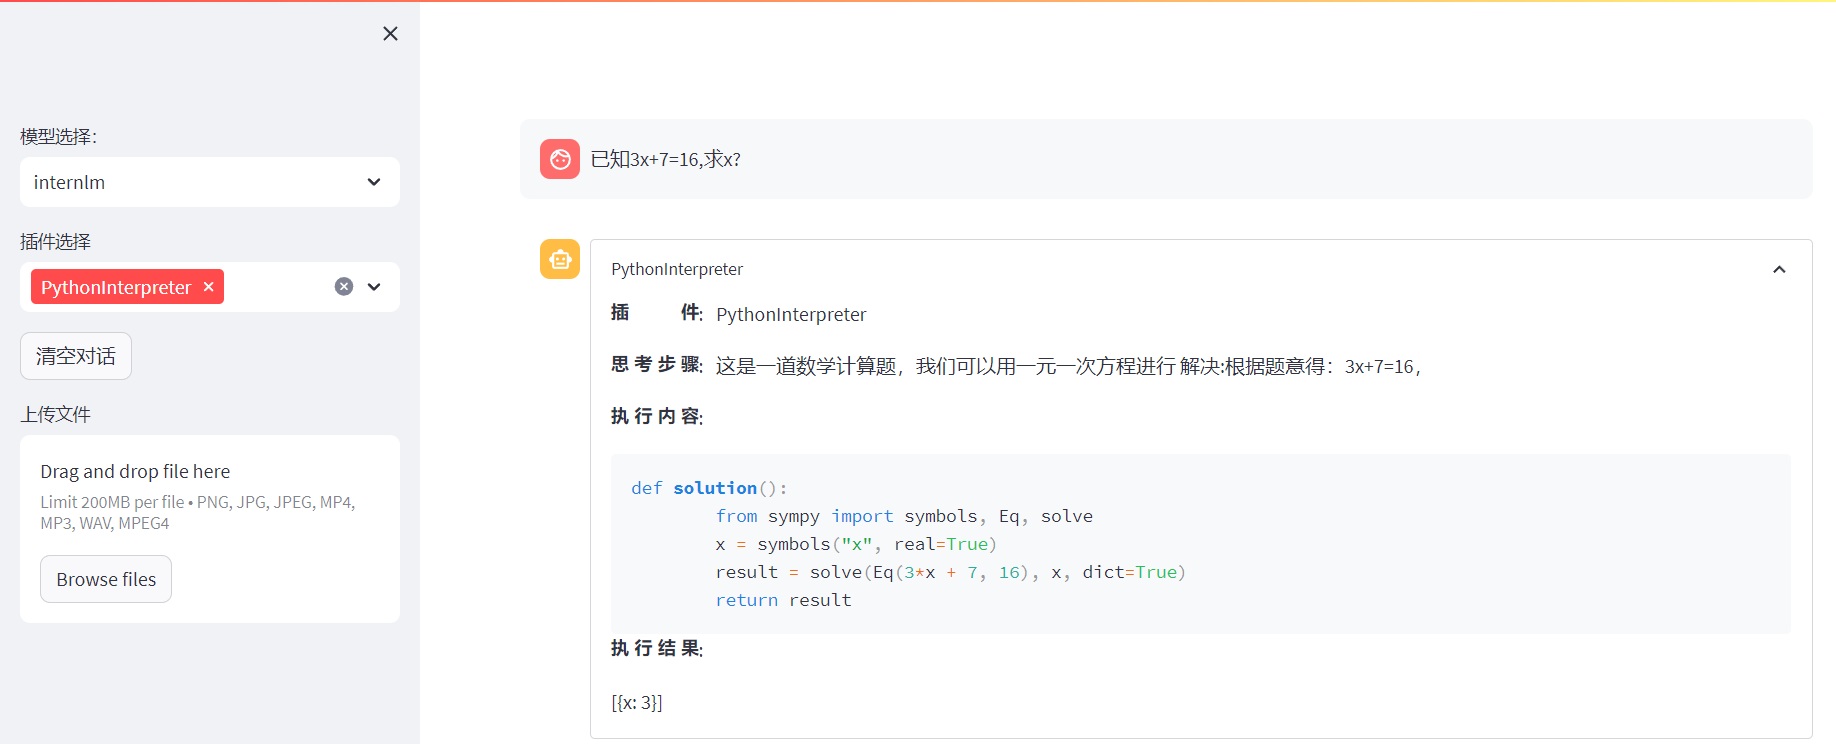 模型选择：
internlm
插件选择
PythonInterpreter
清空对话
上传文件
Drag and drop file here
Limit 200MB per file • PNG, JPG, JPEG, MP4,
MP3, WAV, MPEG4
Browse files
已知3x+7=16,求x?
PythonInterpreter
插 件: PythonInterpreter
思 考 步 骤: 这是一道数学计算题，我们可以用一元一次方程进行 解决:根据题意得：3x+7=16，
执 行 内 容:
def solution():
from sympy import symbols, Eq, solve
x = symbols("x", real=True)
result = solve(Eq(3*x + 7, 16), x, dict=True)
return result
执 行 结 果:
[{x: 3}]